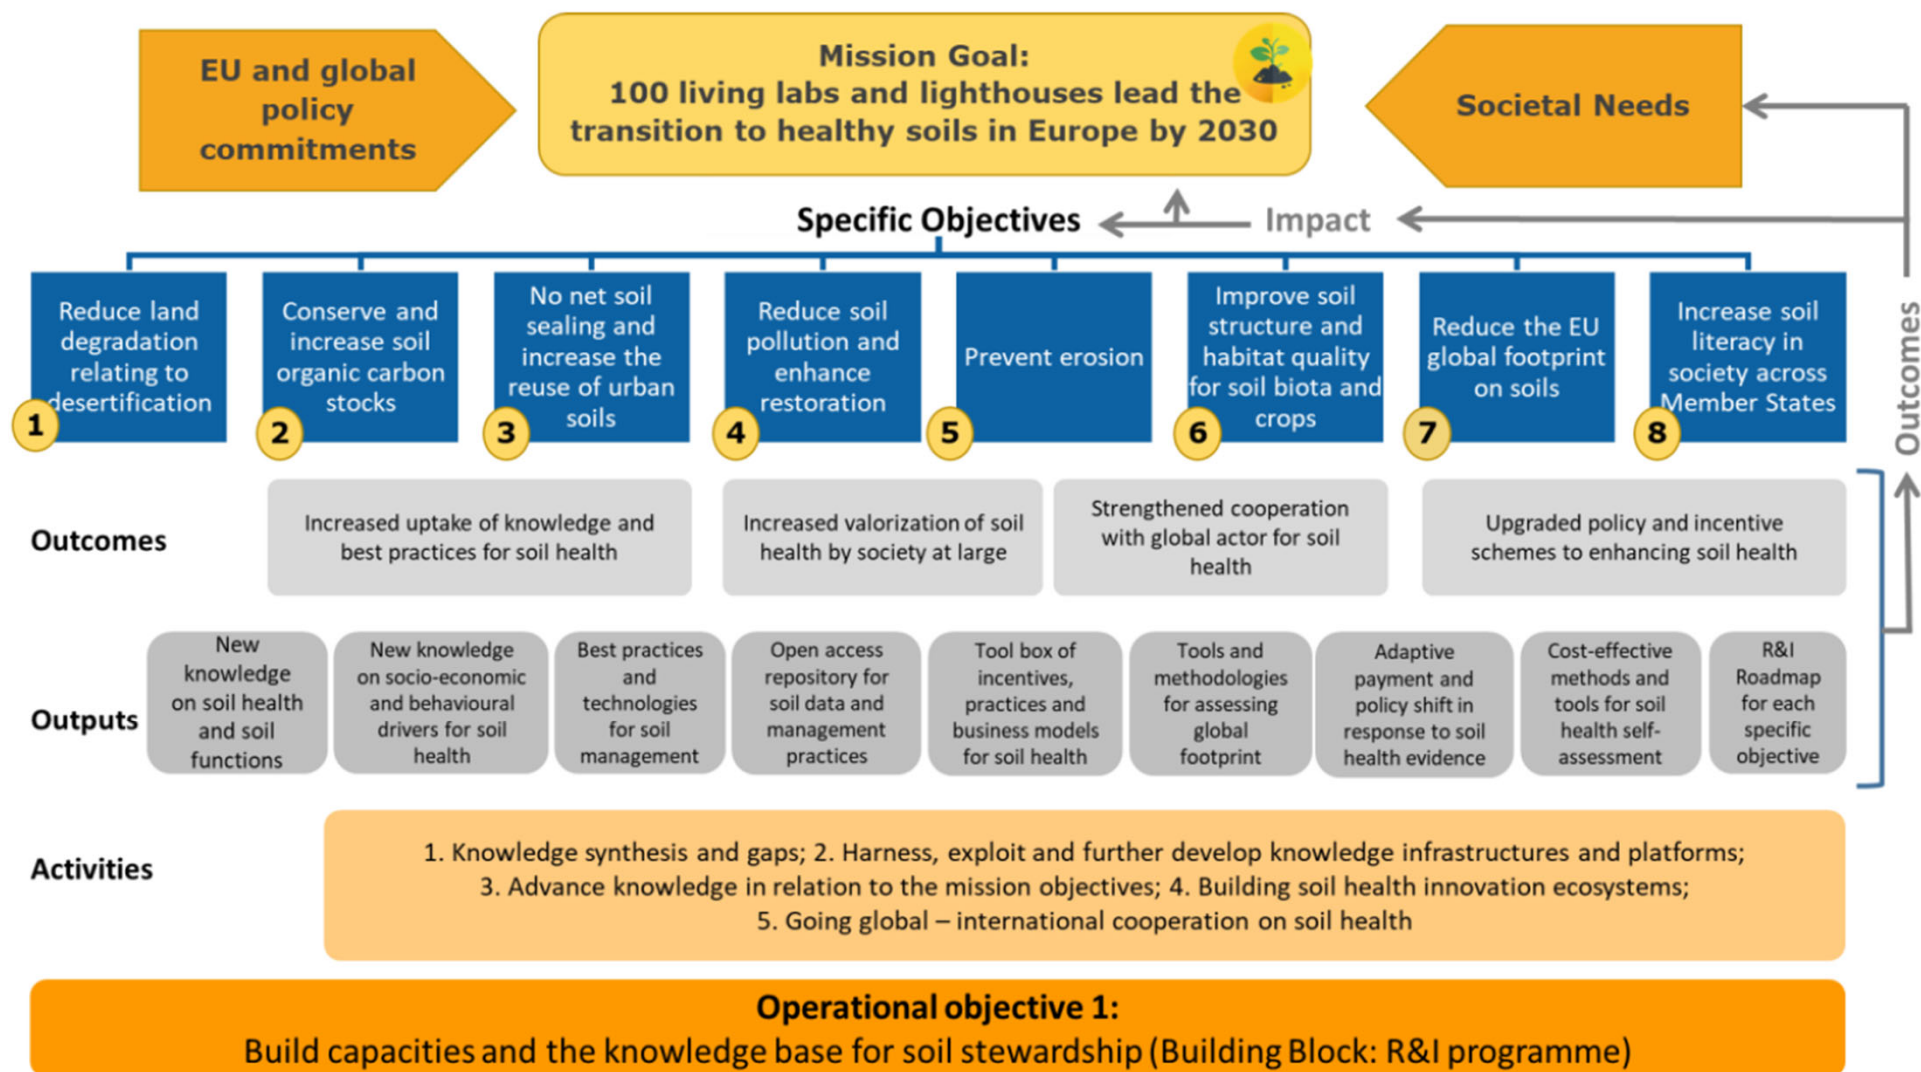 EU and global
policy
commitments
Mission Goal:
100 living labs and lighthouses lead the
transition to healthy soils in Europe by 2030
Societal Needs
Specific Objectives
Impact
Reduce land
degradation
relating to
desertification
1
Conserve and
increase soil
organic carbon
stocks
2
No net soil
sealing and
increase the
reuse of urban
soils
3
Reduce soil
pollution and
enhance
restoration
4
Prevent erosion
5
Improve soil
structure and
habitat quality
for soil biota and
crops
6
Reduce the EU
global footprint
on soils
7
Increase soil
literacy in
society across
Member States
8
Outcomes
Outcomes
Increased uptake of knowledge and
best practices for soil health
Increased valorization of soil
health by society at large
Strengthened cooperation
with global actor for soil
health
Upgraded policy and incentive
schemes to enhancing soil health
Outputs
New
knowledge
on soil health
and soil
functions
New knowledge
on socio-economic
and behavioural
drivers for soil
health
Best practices
and
technologies
for soil
management
Open access
repository for
soil data and
management
practices
Tool box of
incentives,
practices and
business models
for soil health
Tools and
methodologies
for assessing
global
footprint
Adaptive
payment and
policy shift in
response to soil
health evidence
Cost-effective
methods and
tools for soil
health self-
assessment
R&I
Roadmap
for each
specific
objective
Activities
1. Knowledge synthesis and gaps; 2. Harness, exploit and further develop knowledge infrastructures and platforms;
3. Advance knowledge in relation to the mission objectives; 4. Building soil health innovation ecosystems;
5. Going global – international cooperation on soil health
Operational objective 1:
Build capacities and the knowledge base for soil stewardship (Building Block: R&I programme)